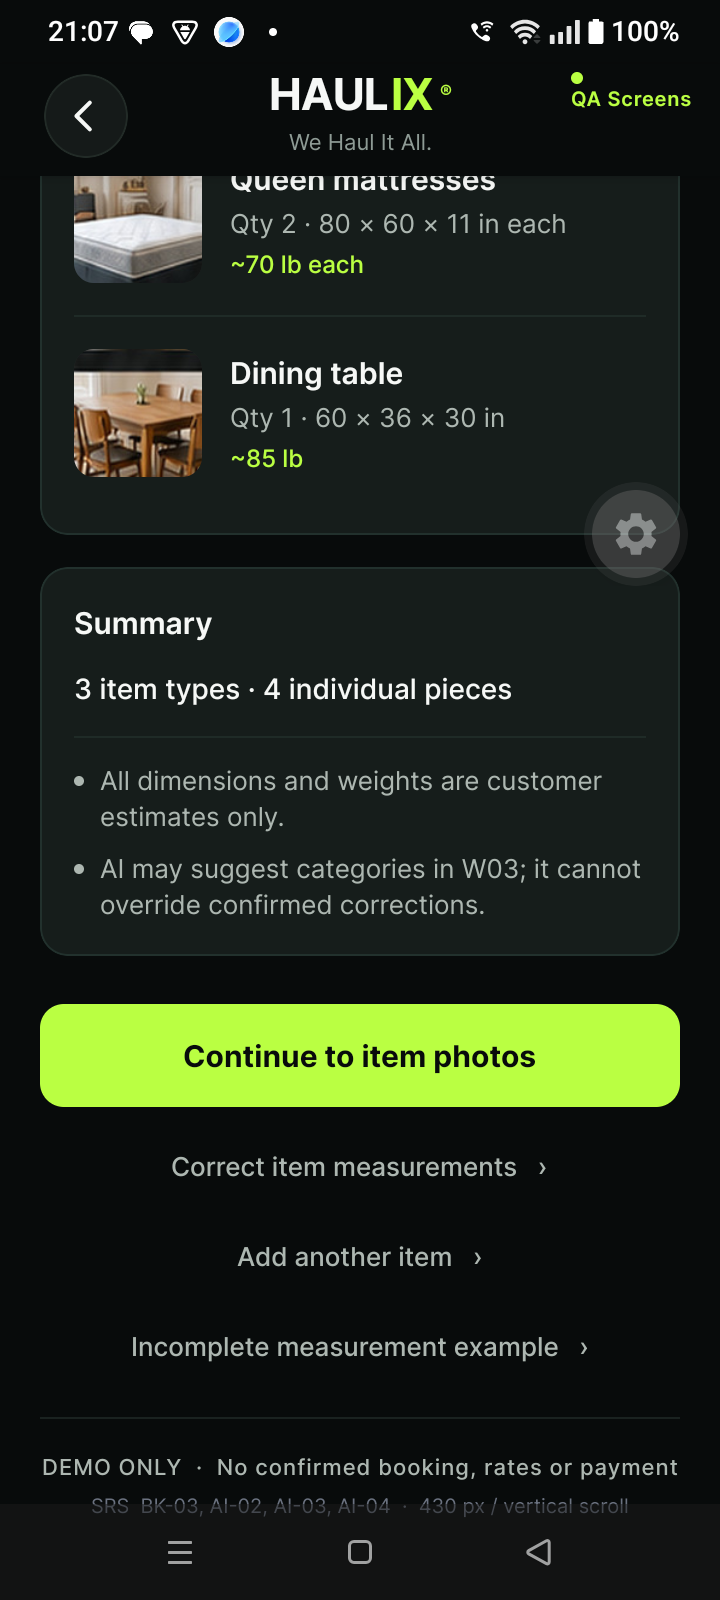 21:07
100%
HAULIX ®
QA Screens
We Haul It All.
Queen mattresses
Qty 2 · 80 × 60 × 11 in each
~70 lb each
Dining table
Qty 1 · 60 × 36 × 30 in
~85 lb
Summary
3 item types · 4 individual pieces
• All dimensions and weights are customer
estimates only.
• AI may suggest categories in W03; it cannot
override confirmed corrections.
Continue to item photos
Correct item measurements ›
Add another item ›
Incomplete measurement example ›
DEMO ONLY · No confirmed booking, rates or payment
SRS BK-03, AI-02, AI-03, AI-04 · 430 px / vertical scroll